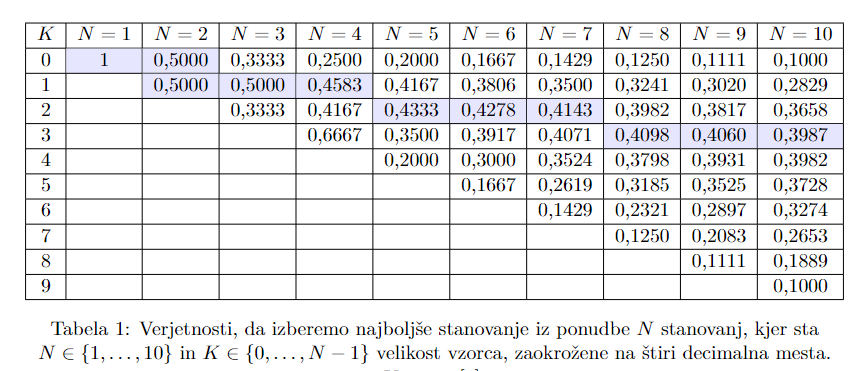 K N = 1 N = 2 N = 3 N = 4 N = 5 N = 6 N = 7 N = 8 N = 9 N = 10
0 1 0,5000 0,3333 0,2500 0,2000 0,1667 0,1429 0,1250 0,1111 0,1000
1 0,5000 0,5000 0,4583 0,4167 0,3806 0,3500 0,3241 0,3020 0,2829
2 0,3333 0,4167 0,4333 0,4278 0,4143 0,3982 0,3817 0,3658
3 0,6667 0,3500 0,3917 0,4071 0,4098 0,4060 0,3987
4 0,2000 0,3000 0,3524 0,3798 0,3931 0,3982
5 0,1667 0,2619 0,3185 0,3525 0,3728
6 0,1429 0,2321 0,2897 0,3274
7 0,1250 0,2083 0,2653
8 0,1111 0,1889
9 0,1000
Tabela 1: Verjetnosti, da izberemo najboljše stanovanje iz ponudbe N stanovanj, kjer sta
N ∈ {1, . . . , 10} in K ∈ {0, . . . , N − 1} velikost vzorca, zaokrožene na štiri decimalna mesta.